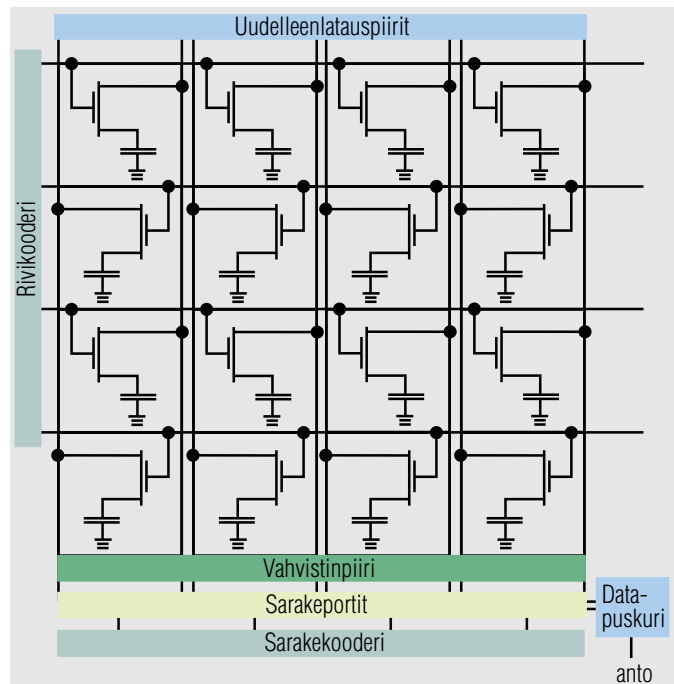 Uudelleenlatauspiirit
Rivikooderi
Vahvistinpiiri
Sarakeportit
Sarakekooderi
Data-
puskuri
anto